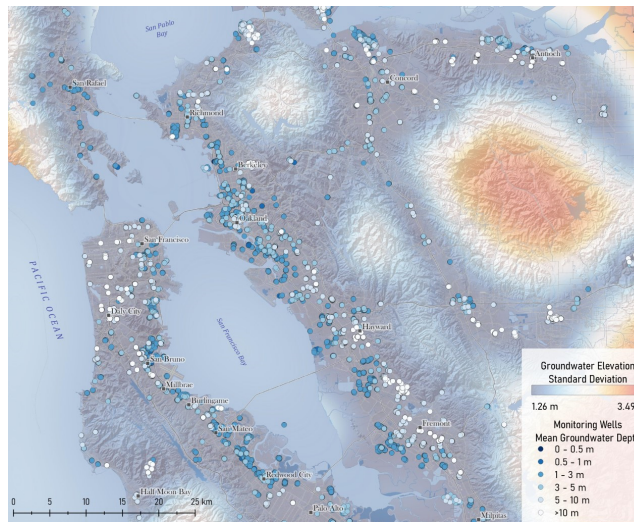 San Pablo
Bay
Antioch
San Rafael
Concord
Richmond
Berkeley
Oakland
San Francisco
PACIFIC OCEAN
Daly City
San Francisco Bay
Hayward
San Bruno
Millbrae
Burlingame
San Mateo
Fremont
Redwood City
Half Moon Bay
Palo Alto
Milpitas
0 5 10 15 20 25 km
Groundwater Elevation
Standard Deviation
1.26 m 3.49
Monitoring Wells
Mean Groundwater Dept
0 - 0.5 m
0.5 - 1 m
1 - 3 m
3 - 5 m
5 - 10 m
>10 m